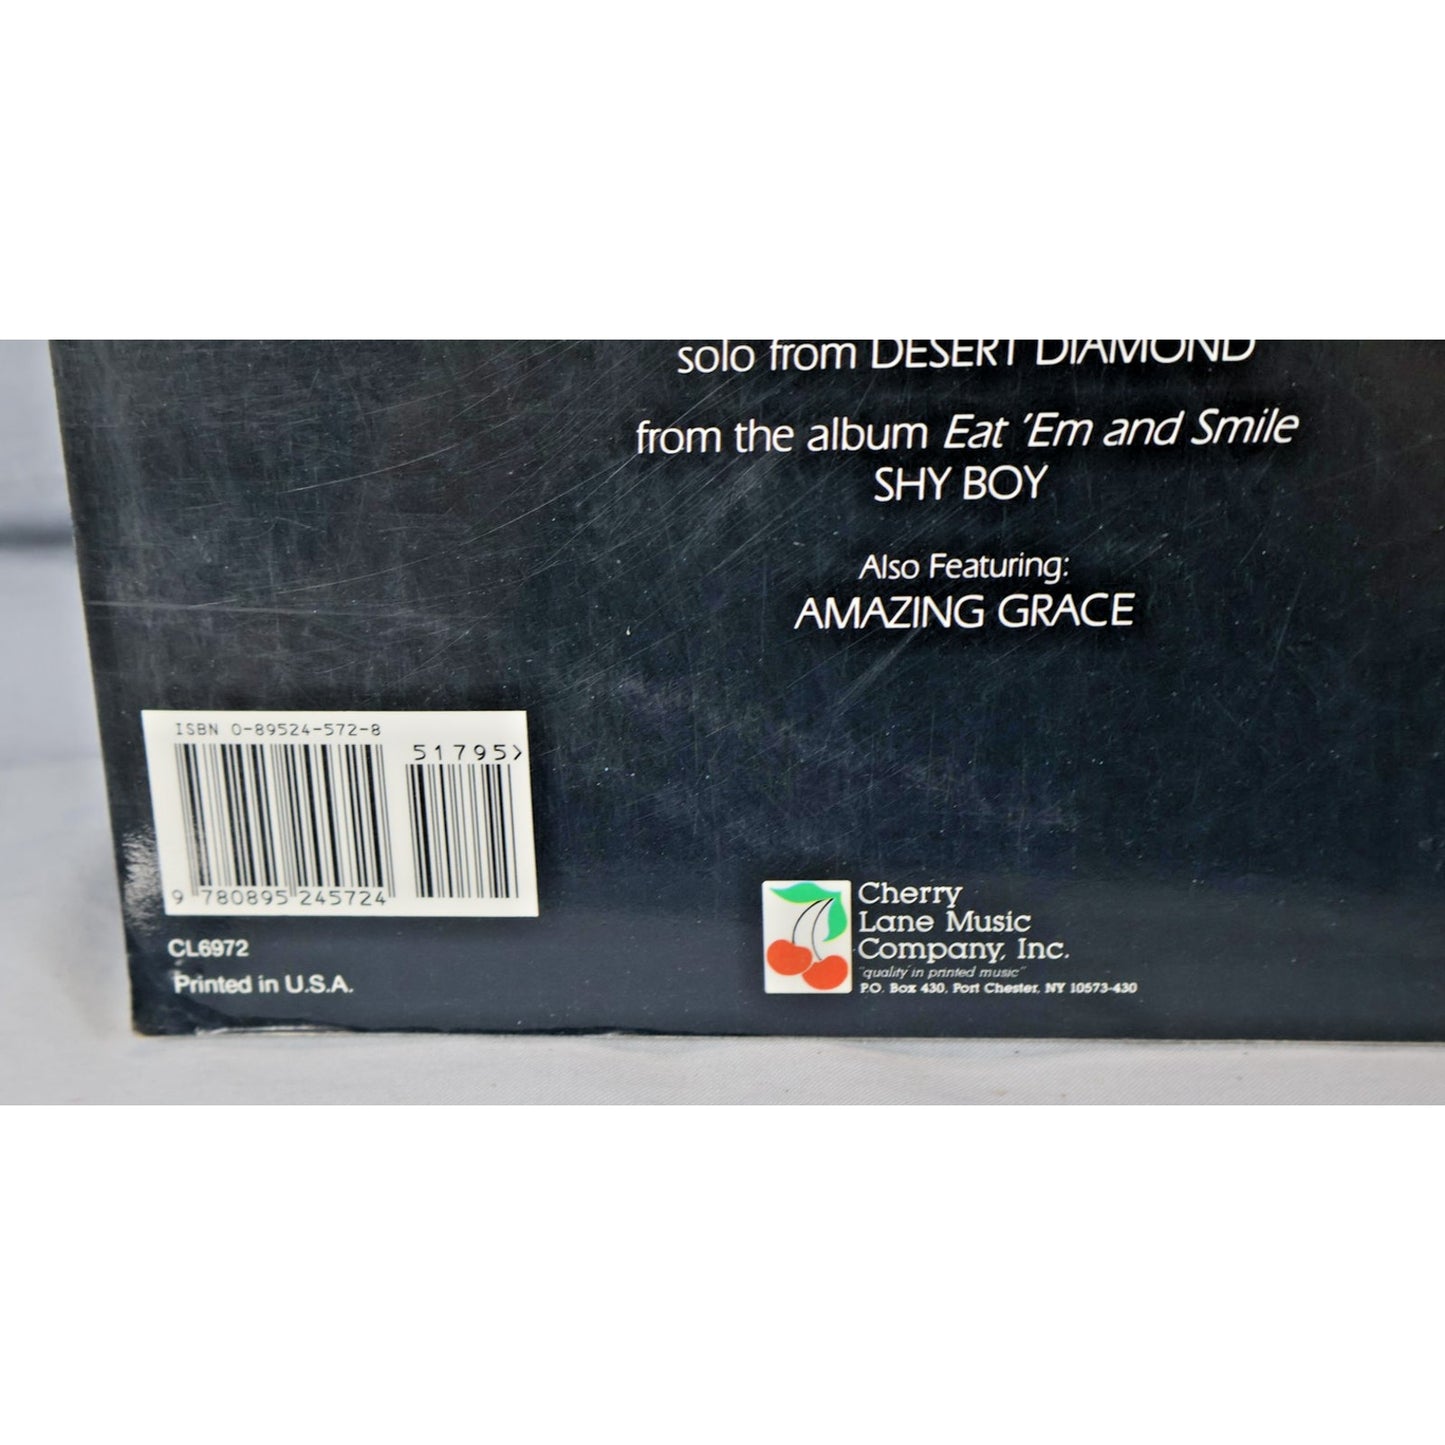 solo from DESERT DIAMOND
from the album Eat 'Em and Smile
SHY BOY
Also Featuring:
AMAZING GRACE
ISBN 0-89524-572-8
51795>
9 780895 245724
CL6972
Printed in U.S.A.
Cherry
Lane Music
Company, Inc.
"quality in printed music"
P.O. Box 430, Port Chester, NY 10573-430